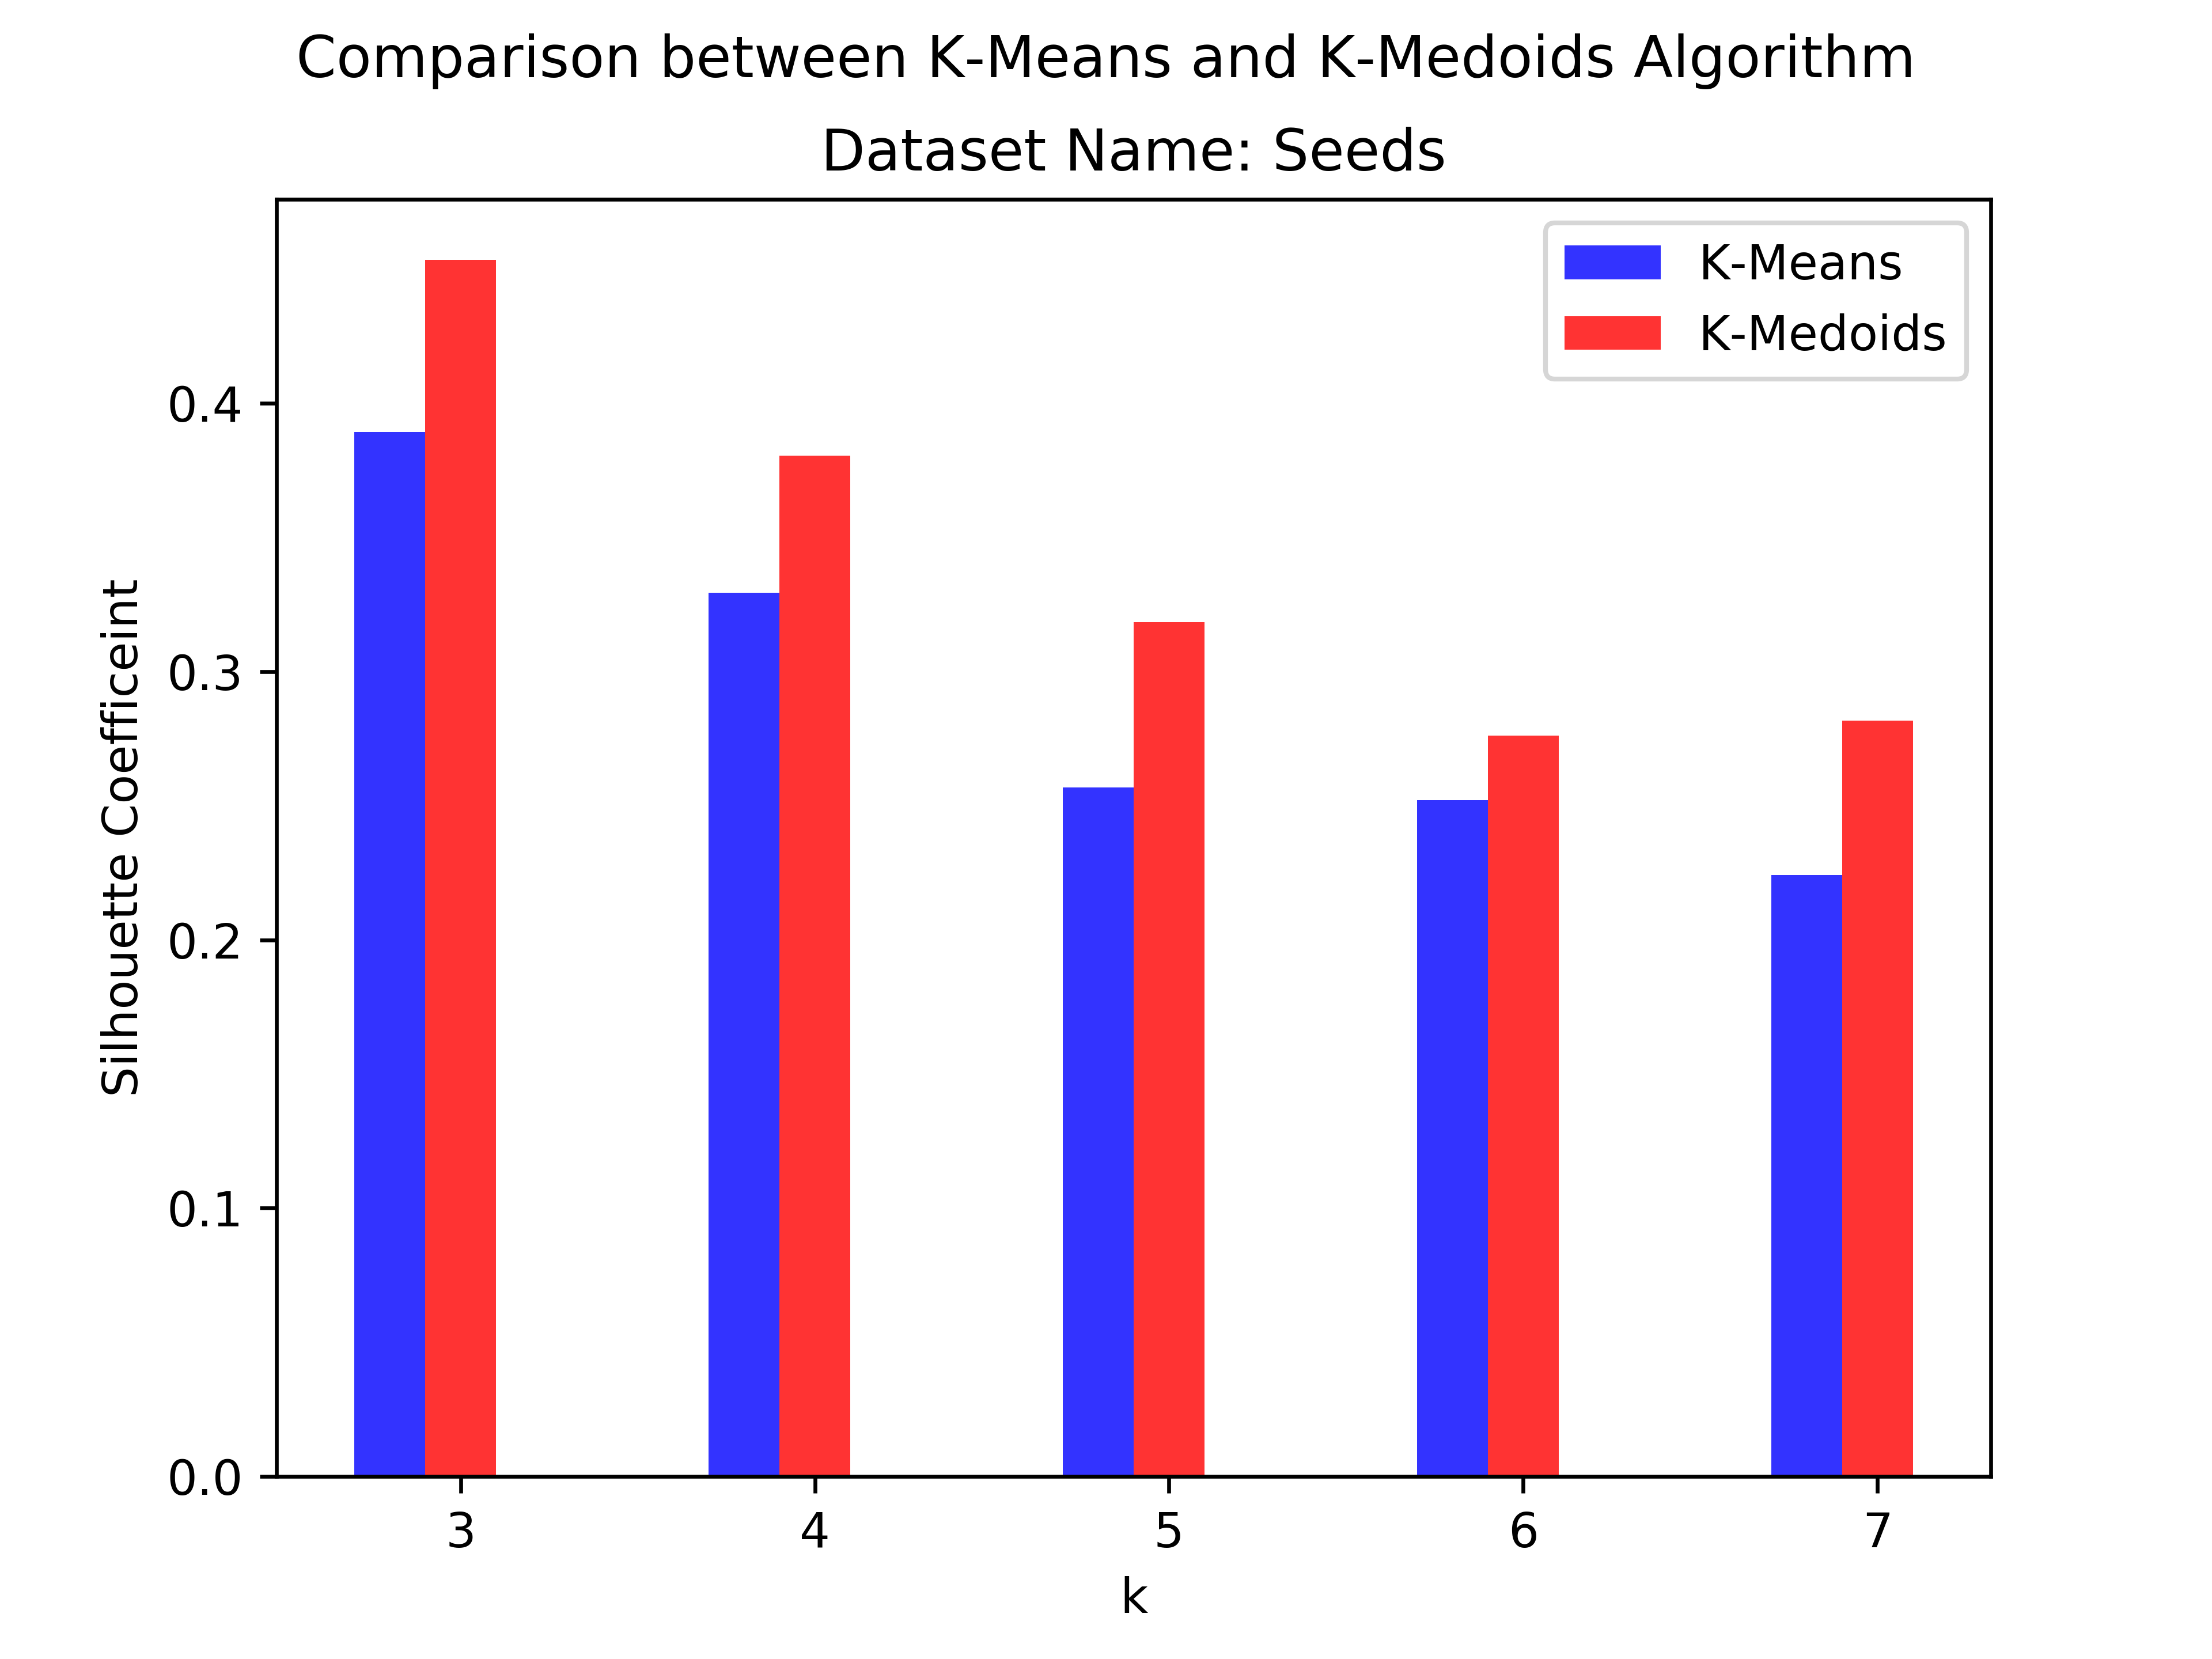 Comparison between K-Means and K-Medoids Algorithm
Dataset Name: Seeds
K-Means
K-Medoids
Silhouette Coefficeint
0.4
0.3
0.2
0.1
0.0
3 4 5 6 7
k